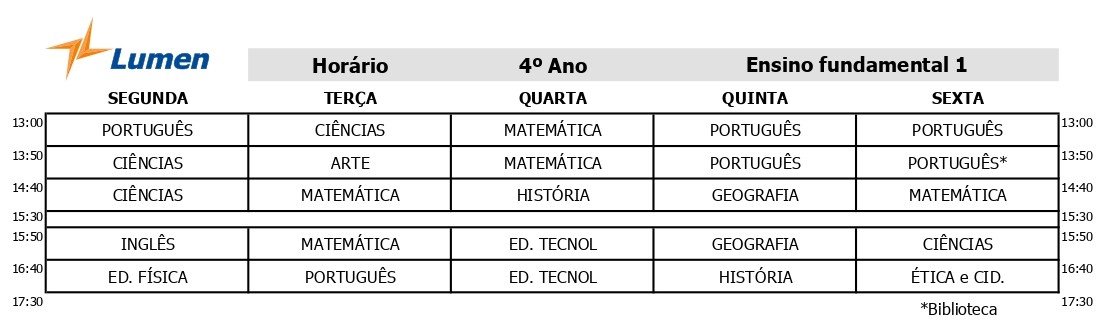 Lumen
Horário 4º Ano Ensino fundamental 1
SEGUNDA TERÇA QUARTA QUINTA SEXTA
13:00 13:00
PORTUGUÊS CIÊNCIAS MATEMÁTICA PORTUGUÊS PORTUGUÊS
13:50 13:50
CIÊNCIAS ARTE MATEMÁTICA PORTUGUÊS PORTUGUÊS*
14:40 14:40
CIÊNCIAS MATEMÁTICA HISTÓRIA GEOGRAFIA MATEMÁTICA
15:30 15:30
15:50 15:50
INGLÊS MATEMÁTICA ED. TECNOL GEOGRAFIA CIÊNCIAS
16:40 16:40
ED. FÍSICA PORTUGUÊS ED. TECNOL HISTÓRIA ÉTICA e CID.
17:30 17:30
*Biblioteca